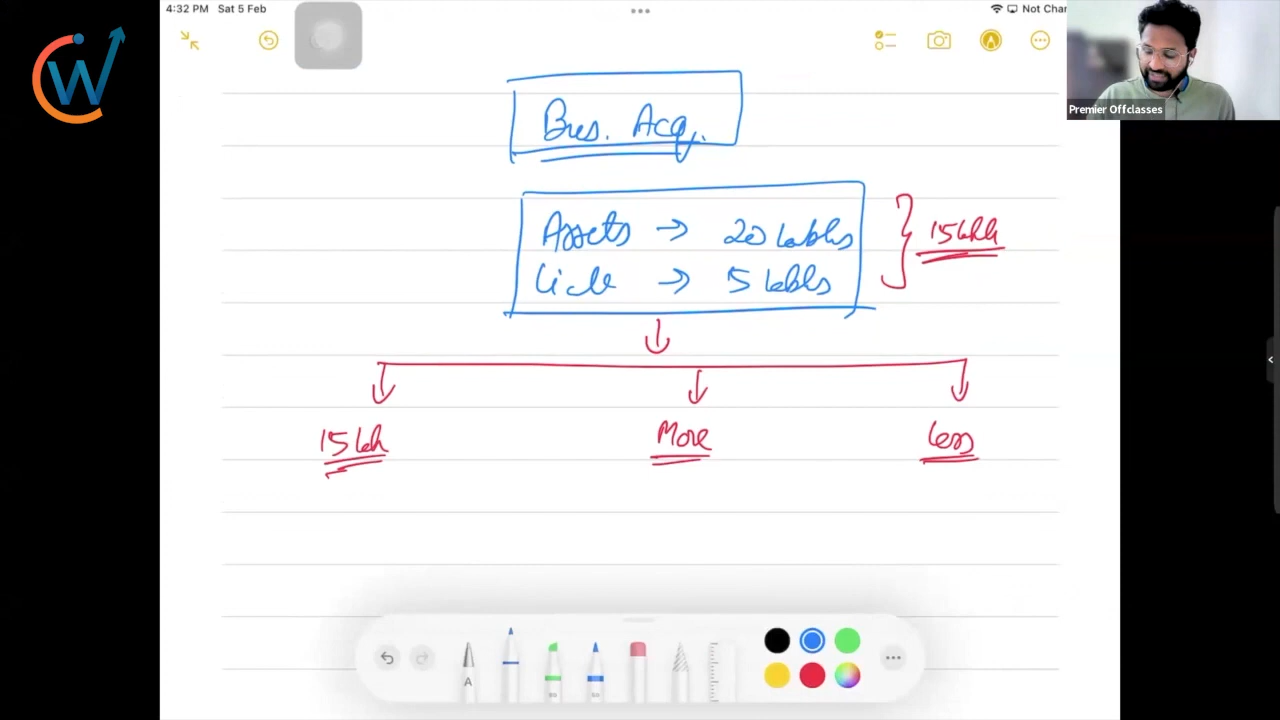 4:32 PM Sat 5 Feb
Not Char
W
Premier Offclasses
Bus. Acq.
Assets → 20 lakhs
→ 5 lakhs
15 lakh
15 lakh
More
Less
A